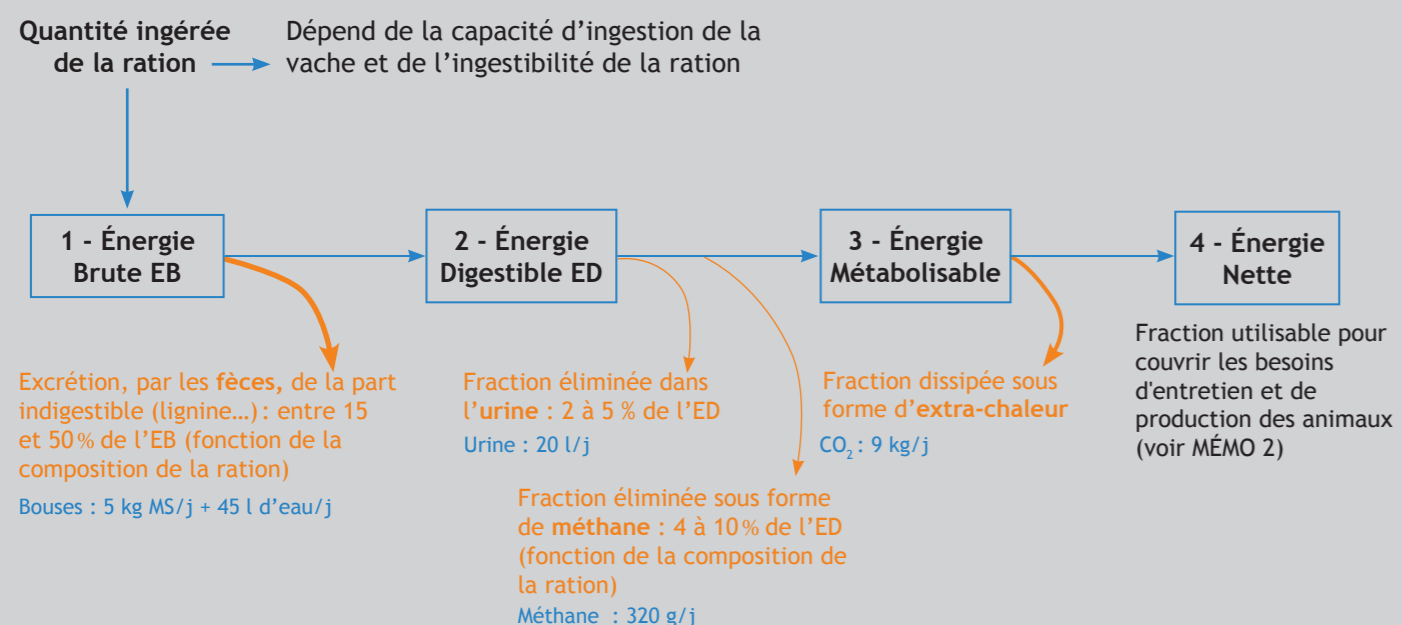 Quantité ingérée
de la ration
Dépend de la capacité d’ingestion de la
vache et de l’ingestibilité de la ration
1 - Énergie
Brute EB
2 - Énergie
Digestible ED
3 - Énergie
Métabolisable
4 - Énergie
Nette
Excrétion, par les fèces, de la part
indigestible (lignine…) : entre 15
et 50 % de l’EB (fonction de la
composition de la ration)
Bouses : 5 kg MS/j + 45 l d’eau/j
Fraction éliminée dans
l’urine : 2 à 5 % de l’ED
Urine : 20 l/j
Fraction éliminée sous forme
de méthane : 4 à 10 % de l’ED
(fonction de la composition de
la ration)
Méthane : 320 g/j
Fraction dissipée sous
forme d’extra-chaleur
CO₂ : 9 kg/j
Fraction utilisable pour
couvrir les besoins
d'entretien et de
production des animaux
(voir MÉMO 2)